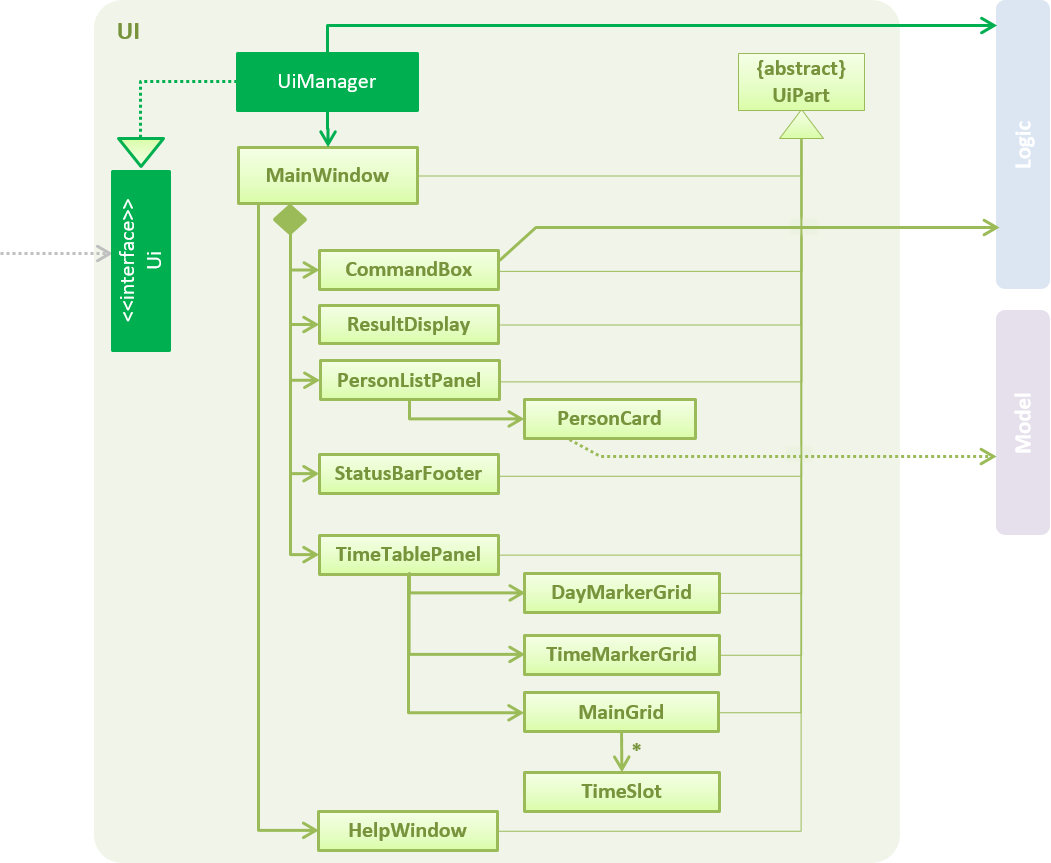 UI
UiManager
{abstract}
UiPart
Logic
MainWindow
<<interface>>
Ui
CommandBox
ResultDisplay
PersonListPanel
PersonCard
Model
StatusBarFooter
TimeTablePanel
DayMarkerGrid
TimeMarkerGrid
MainGrid
*
TimeSlot
HelpWindow